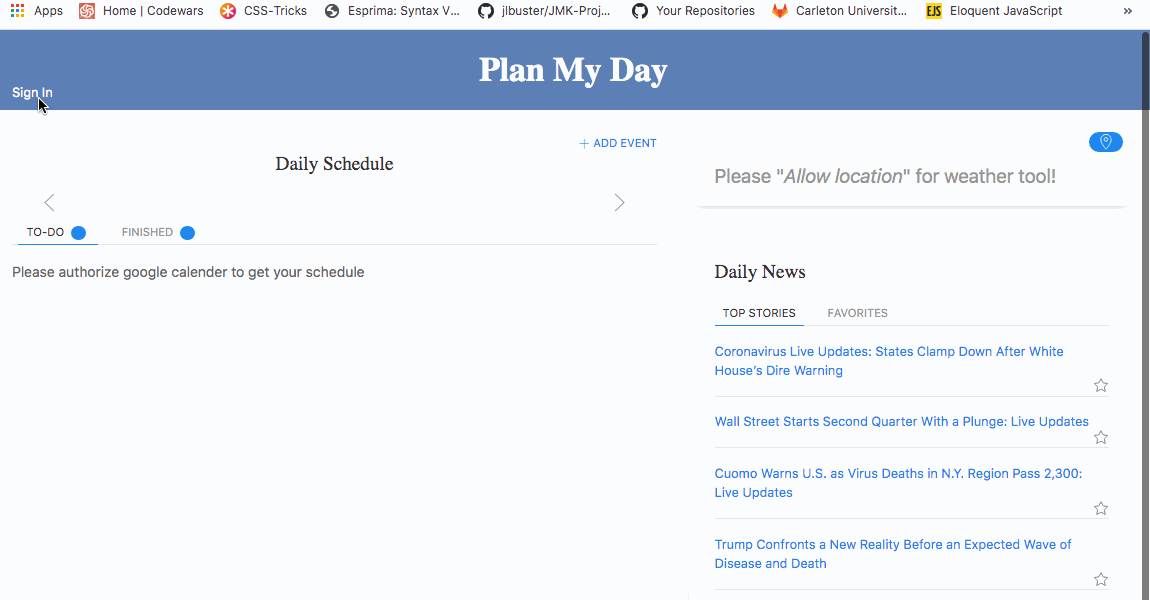 Apps Home | Codewars CSS-Tricks Esprima: Syntax V... jlbuster/JMK-Proj... Your Repositories Carleton Universit... EJS Eloquent JavaScript »
Plan My Day
Sign In
+ ADD EVENT
Daily Schedule
TO-DO FINISHED
Please authorize google calender to get your schedule
Please "Allow location" for weather tool!
Daily News
TOP STORIES FAVORITES
Coronavirus Live Updates: States Clamp Down After White
House’s Dire Warning
Wall Street Starts Second Quarter With a Plunge: Live Updates
Cuomo Warns U.S. as Virus Deaths in N.Y. Region Pass 2,300:
Live Updates
Trump Confronts a New Reality Before an Expected Wave of
Disease and Death